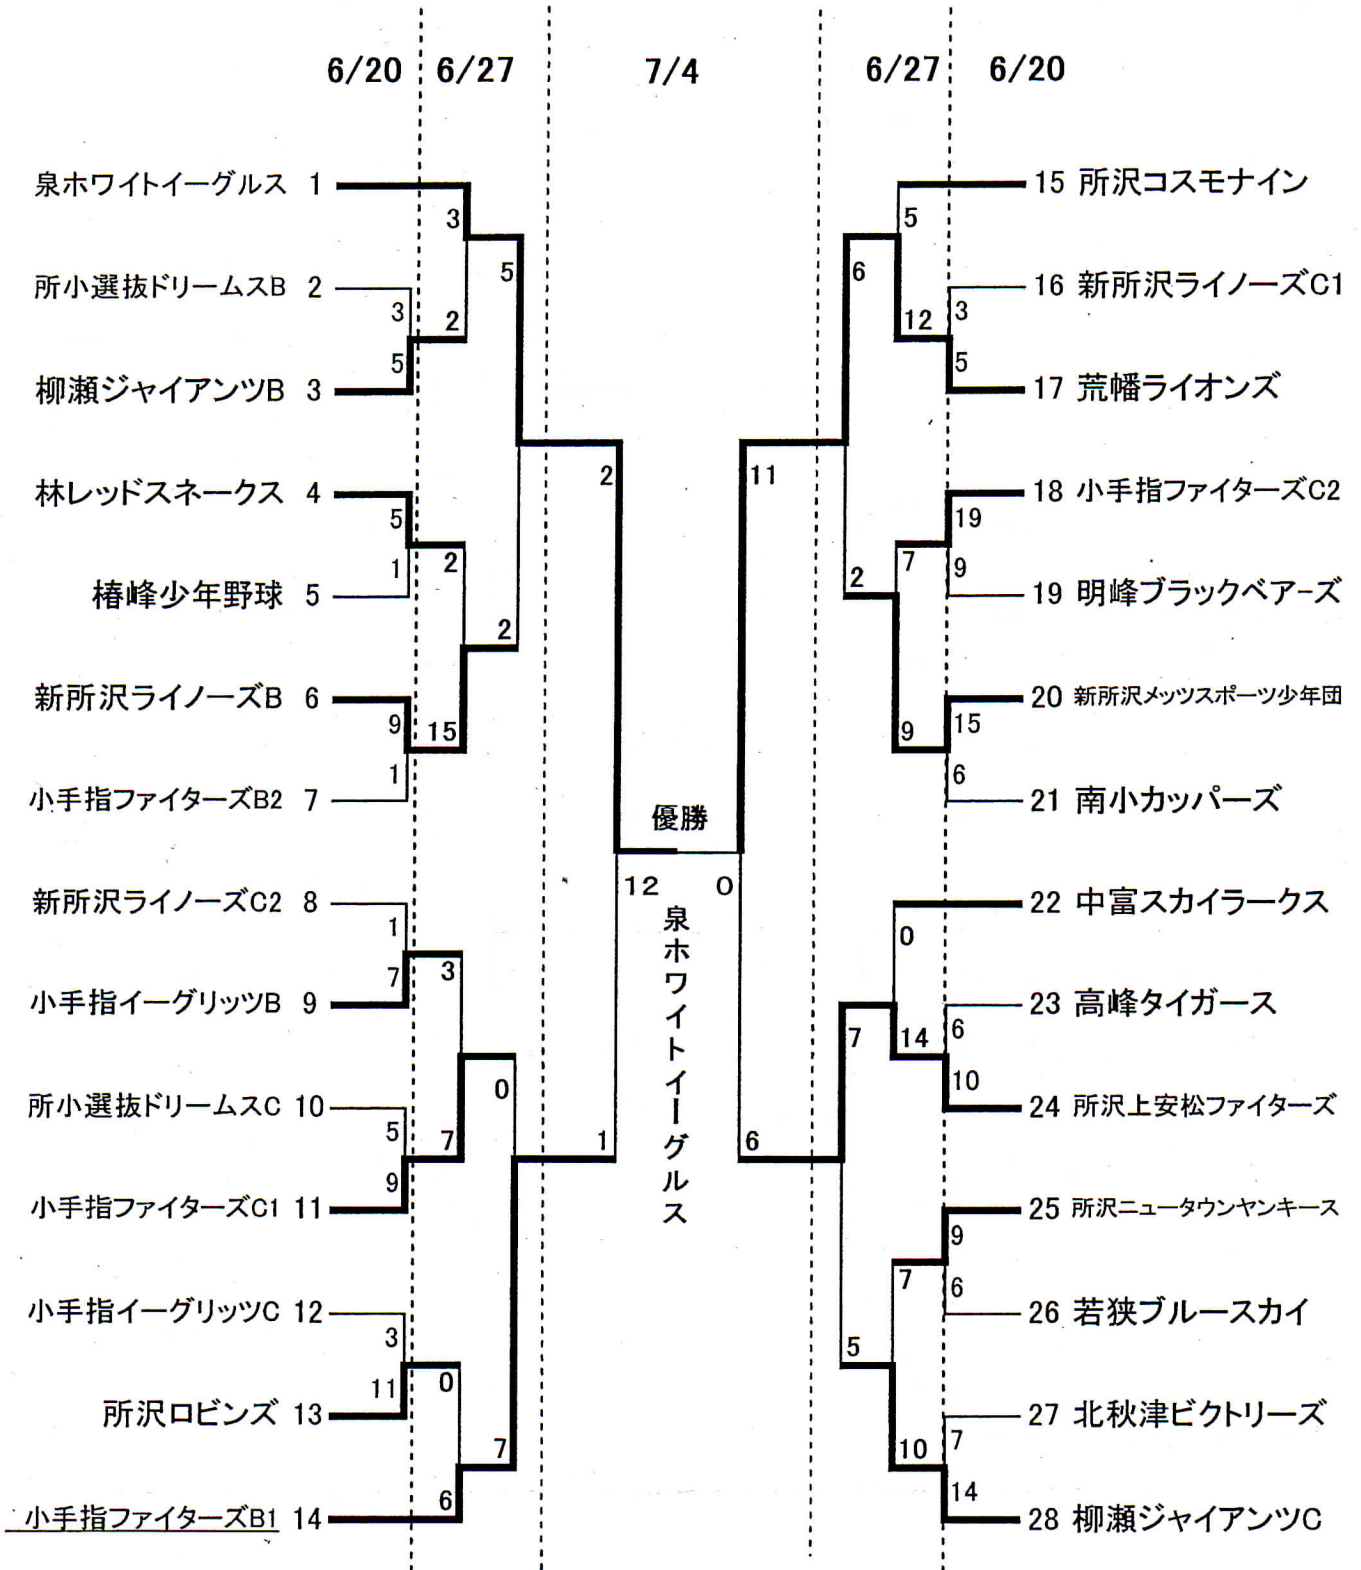 6/20 6/27 7/4 6/27 6/20
泉ホワイトイーグルス 1
3
所小選抜ドリームスB 2
3
5
2
5
柳瀬ジャイアンツB 3
林レッドスネークス 4
5
2
1
椿峰少年野球 5
2
新所沢ライノーズB 6
9
15
1
小手指ファイターズB2 7
新所沢ライノーズC2 8
1
7
3
小手指イーグリッツB 9
0
所小選抜ドリームスC 10
5
7
9
小手指ファイターズC1 11
小手指イーグリッツC 12
3
11
0
所沢ロビンズ 13
7
6
小手指ファイターズB1 14
2
1
優勝
12 0
泉ホワイトイーグルス
11
6
15 所沢コスモナイン
5
6
16 新所沢ライノーズC1
3
12
5
17 荒幡ライオンズ
18 小手指ファイターズC2
19
7
9
2
19 明峰ブラックベアーズ
20 新所沢メッツスポーツ少年団
15
9
6
21 南小カッパーズ
22 中富スカイラークス
0
23 高峰タイガース
6
7
14
10
24 所沢上安松ファイターズ
25 所沢ニュータウンヤンキース
9
7
6
26 若狭ブルースカイ
5
27 北秋津ビクトリーズ
7
10
14
28 柳瀬ジャイアンツC